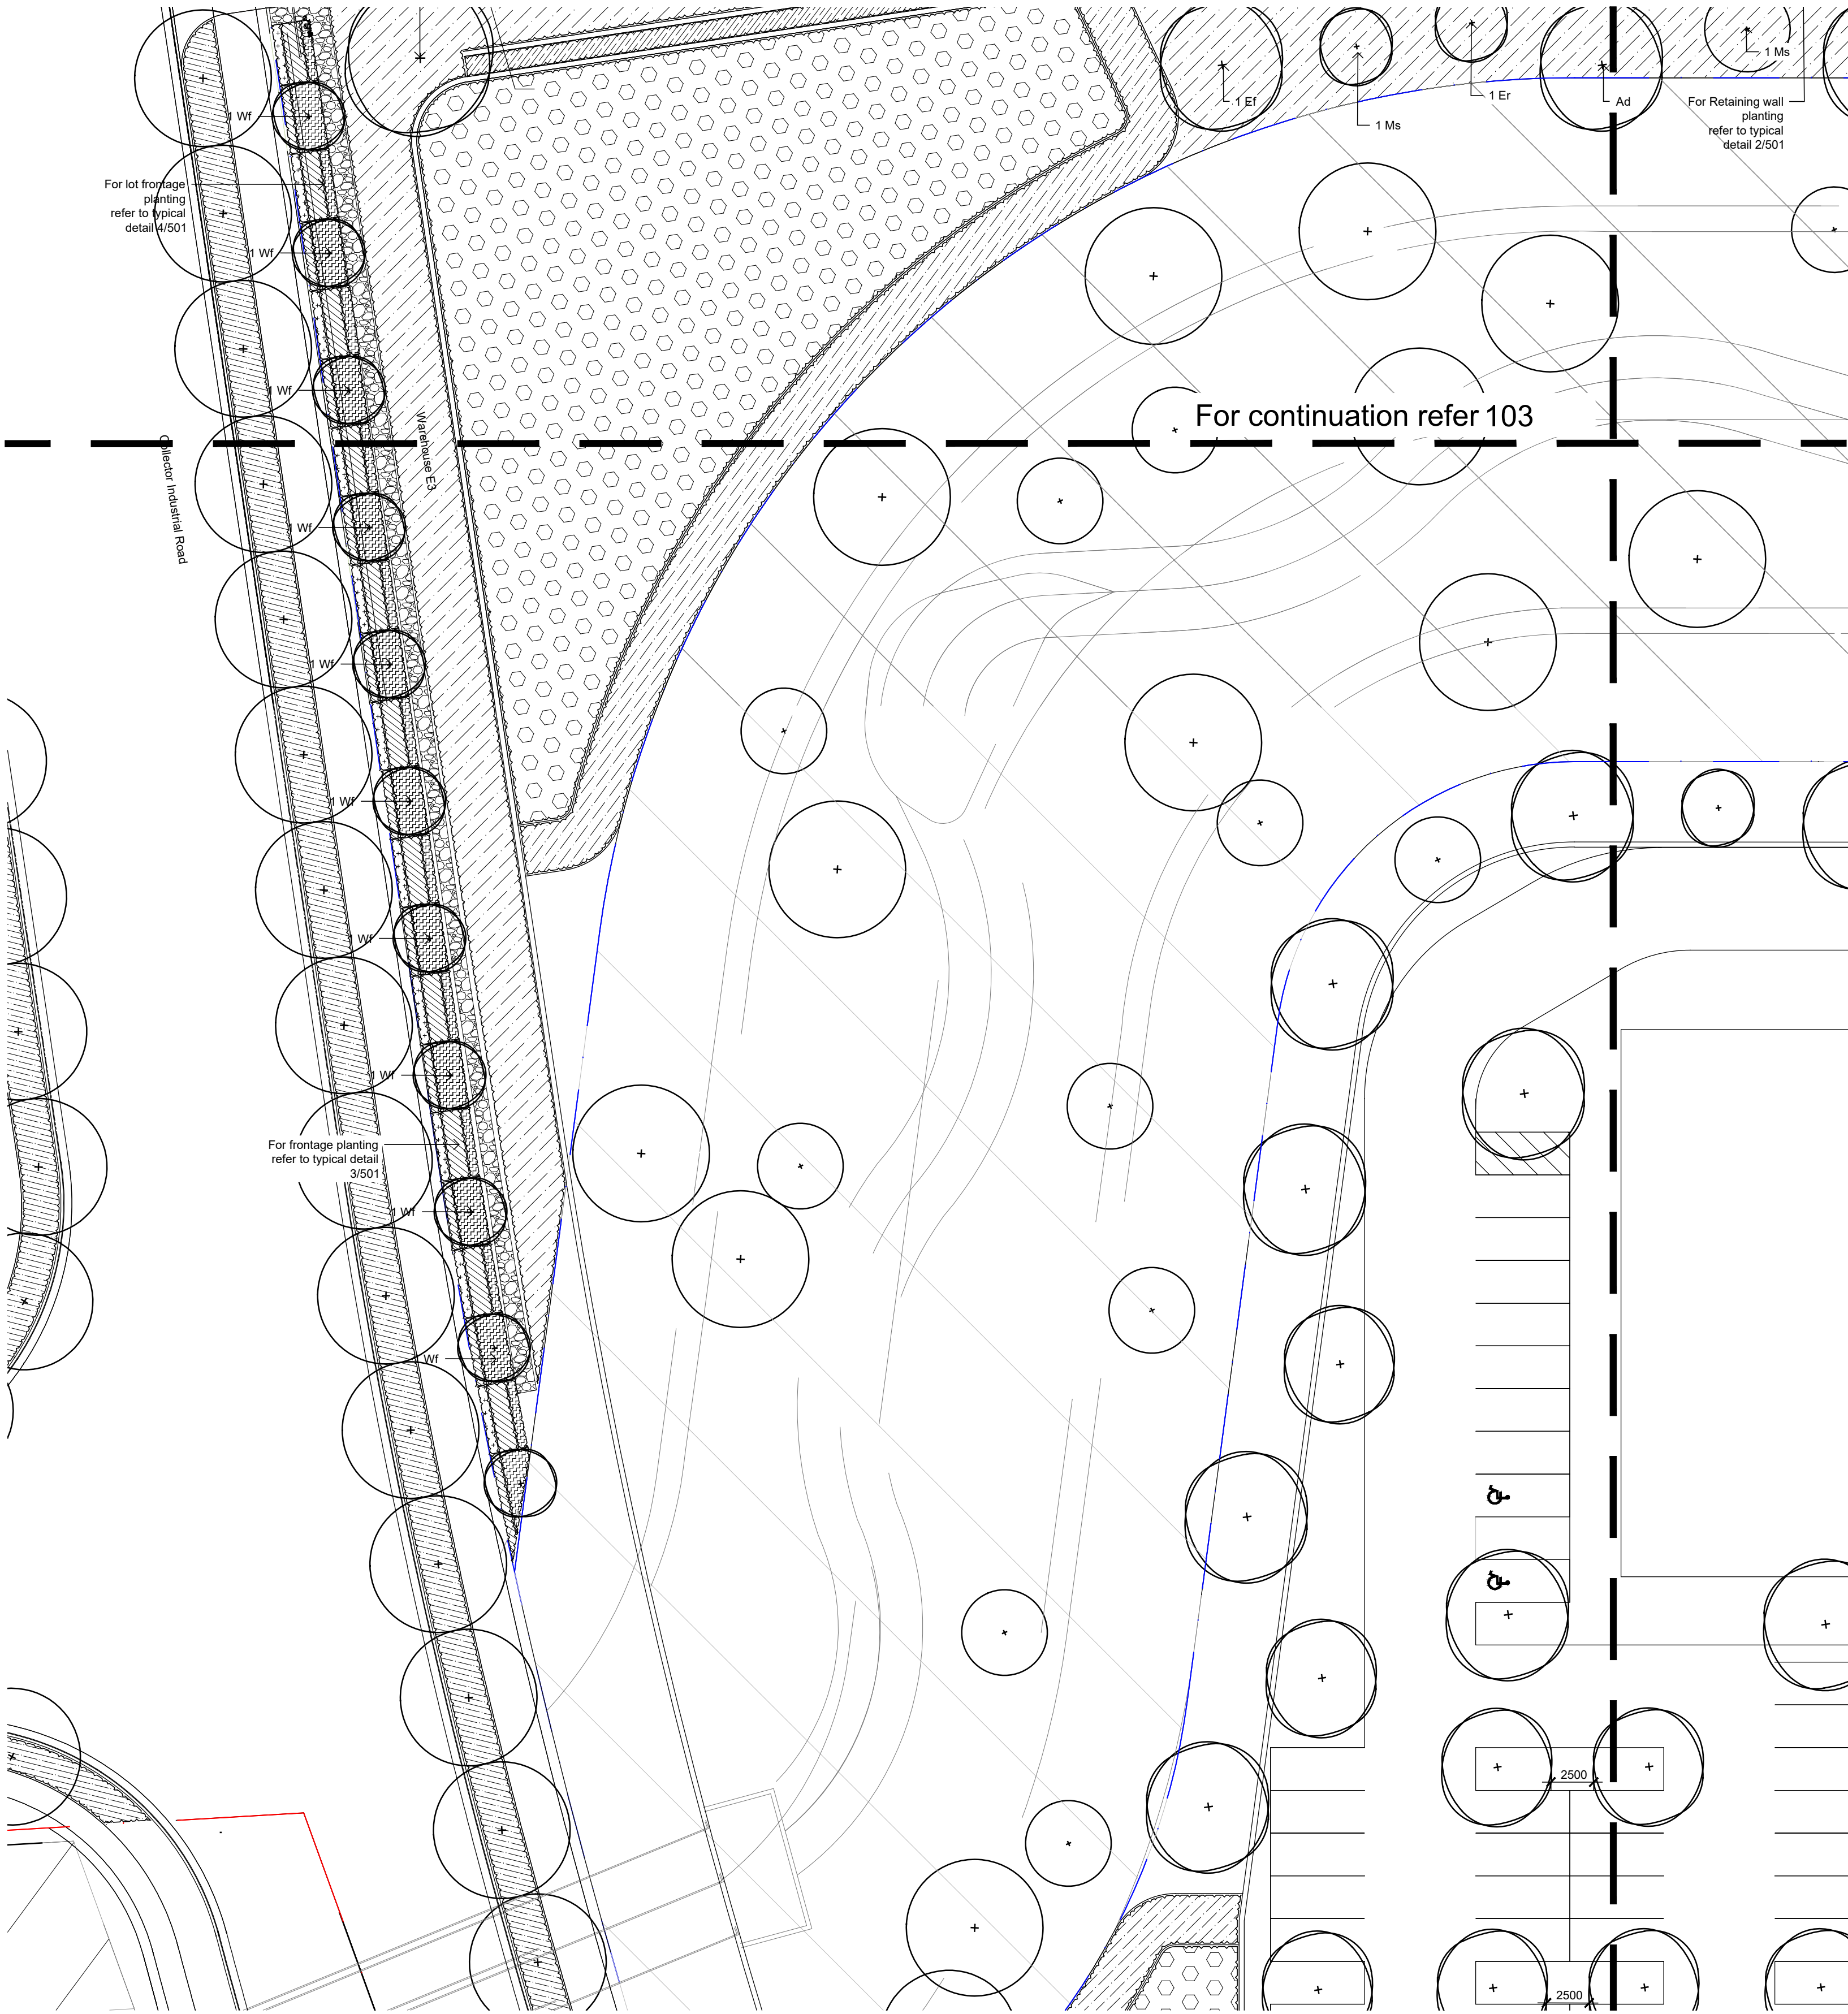 1 Ms
1 Wf
1 Ef
1 Er
Ad
For Retaining wall
planting
refer to typical
detail 2/501
1 Ms
For lot frontage
planting
refer to typical
detail 4/501
1 Wf
1 Wf
For continuation refer 103
Warehouse E3
Collector Industrial Road
1 Wf
1 Wf
1 Wf
1 Wf
1 Wf
For frontage planting
refer to typical detail
3/501
1 Wf
Wf
2500
2500